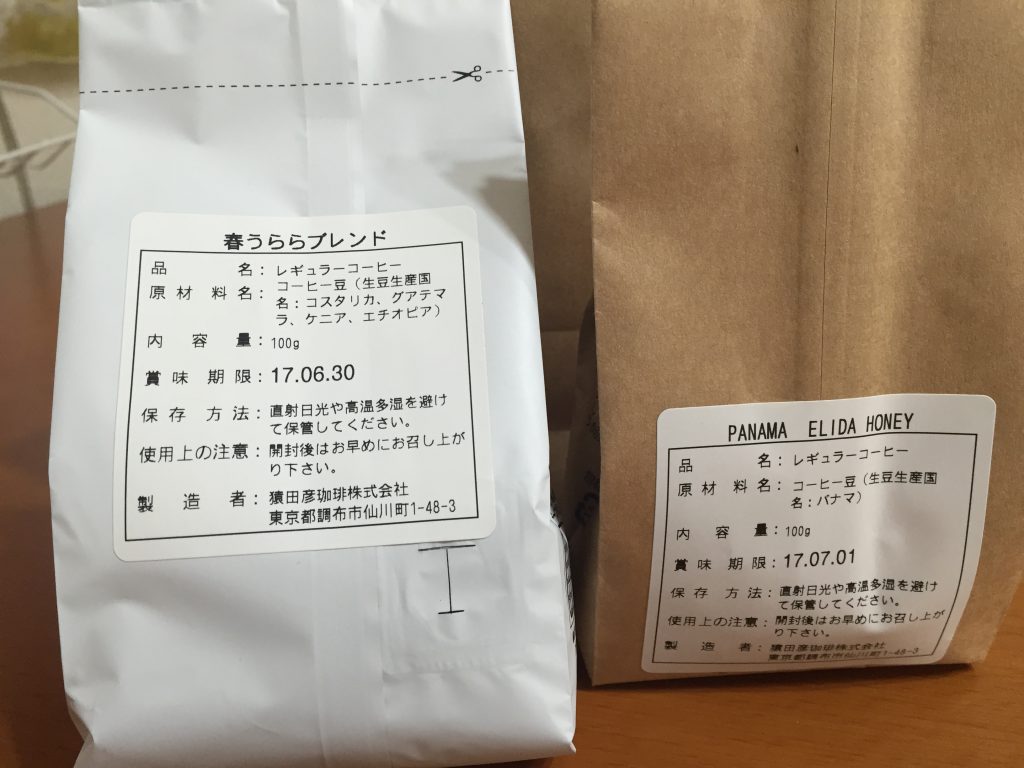 春うららブレンド
品 名: レギュラーコーヒー
原材料名: コーヒー豆（生豆生産国
名:コスタリカ、グアテマ
ラ、ケニア、エチオピア）
内容量: 100g
賞味期限: 17.06.30
保存方法: 直射日光や高温多湿を避け
て保管してください。
使用上の注意: 開封後はお早めにお召し上が
り下さい。
製造者: 猿田彦珈琲株式会社
東京都調布市仙川町1-48-3
PANAMA ELIDA HONEY
品 名: レギュラーコーヒー
原材料名: コーヒー豆（生豆生産国
名:パナマ）
内容量: 100g
賞味期限: 17.07.01
保存方法: 直射日光や高温多湿を避け
て保管してください。
使用上の注意: 開封後はお早めにお召し上が
り下さい。
製造者: 猿田彦珈琲株式会社
東京都調布市仙川町1-48-3